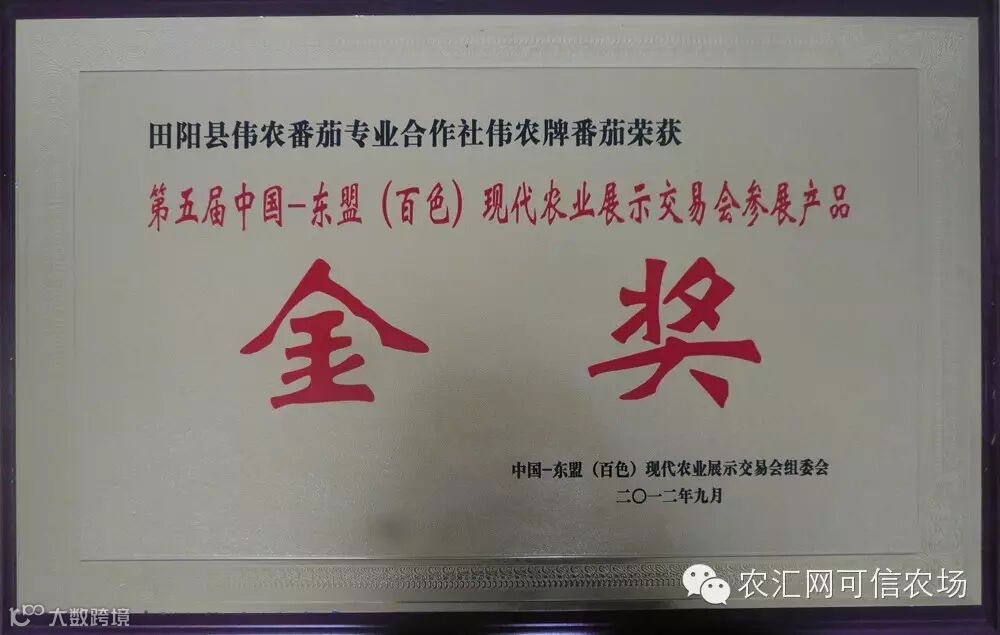 田阳县伟农番茄专业合作社伟农牌番茄荣获
第五届中国-东盟（百色）现代农业展示交易会参展产品
金奖
中国-东盟（百色）现代农业展示交易会组委会
二〇一二年九月
农汇网可信农场
大数跨境